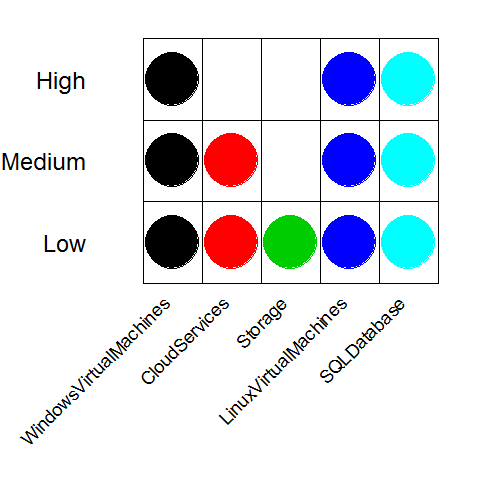 High
Medium
Low
WindowsVirtualMachines
CloudServices
Storage
LinuxVirtualMachines
SQLDatabase